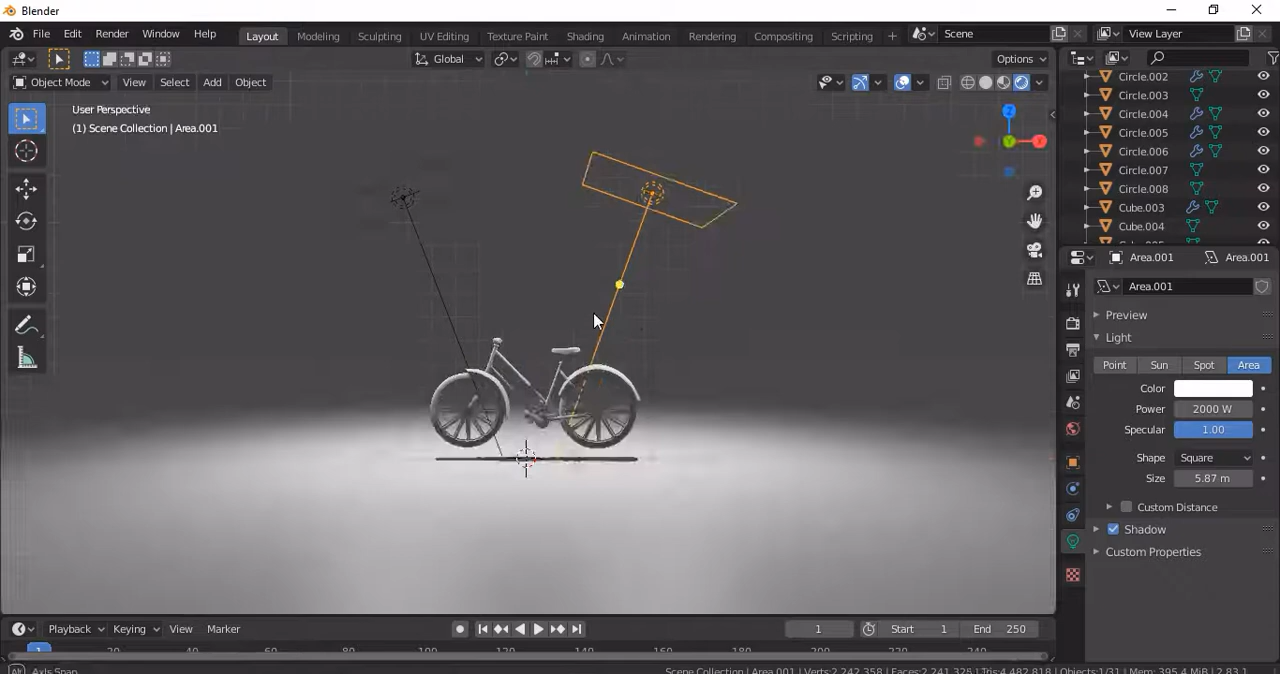 Blender
File Edit Render Window Help Layout Modeling Sculpting UV Editing Texture Paint Shading Animation Rendering Compositing Scripting + Scene View Layer
Global Options
Object Mode View Select Add Object
User Perspective
(1) Scene Collection | Area.001
Z
X
Y
Circle.002
Circle.003
Circle.004
Circle.005
Circle.006
Circle.007
Circle.008
Cube.003
Cube.004
Area.001 Area.001
Area.001
Preview
Light
Point Sun Spot Area
Color
Power 2000 W
Specular 1.00
Shape Square
Size 5.87 m
Custom Distance
Shadow
Custom Properties
Playback Keying View Marker 1 Start 1 End 250
1 20 40 60 80 100 120 140 160 180 200 220 240
Axis Snap Scene Collection | Area.001 | Verts:2,242,358 | Faces:2,241,325 | Tris:4,482,818 | Objects:1/31 | Mem: 395.4 MiB | 2.83.1